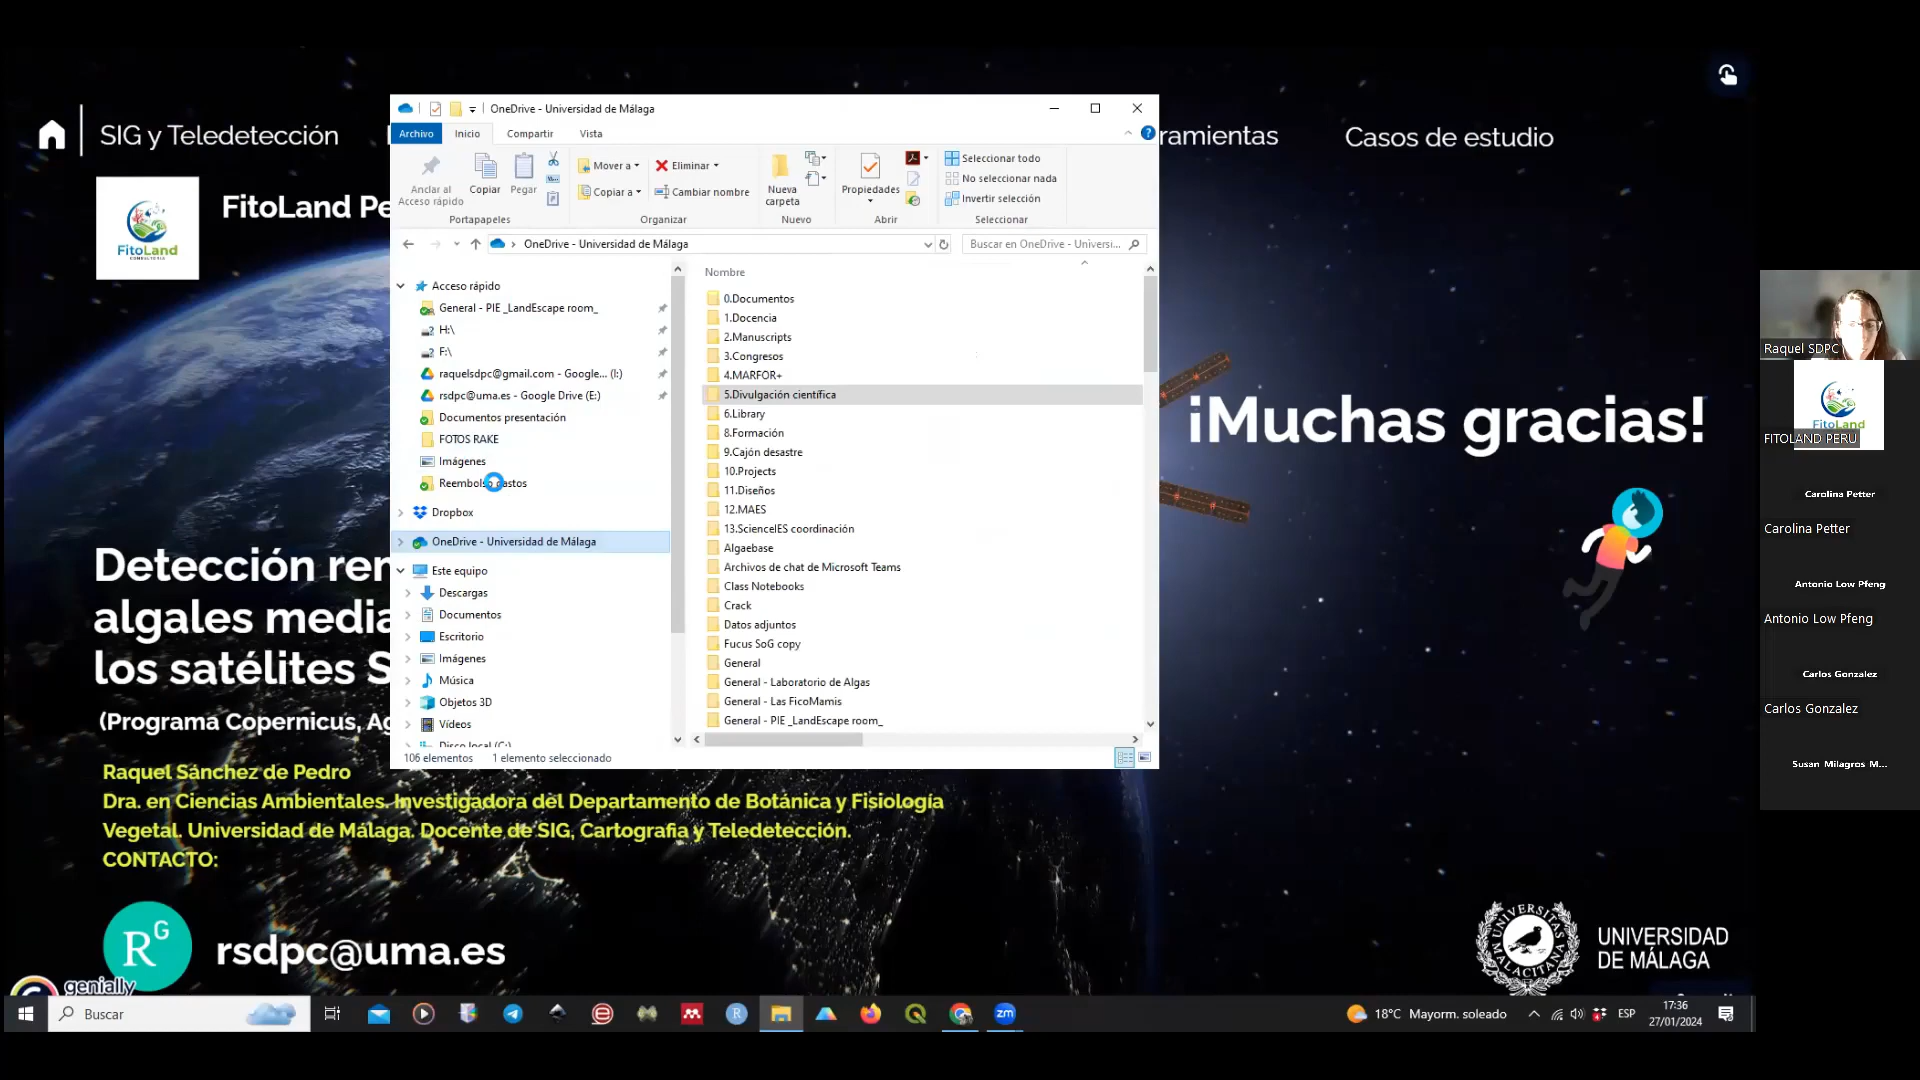 SIG y Teledetección
ramientas
Casos de estudio
FitoLand
CONSULTORIA
FitoLand Pe
¡Muchas gracias!
Detección ren
algales media
los satélites S
(Programa Copernicus, Ag
Raquel Sánchez de Pedro
Dra. en Ciencias Ambientales. Investigadora del Departamento de Botánica y Fisiología
Vegetal. Universidad de Málaga. Docente de SIG, Cartografia y Teledetección.
CONTACTO:
RG
rsdpc@uma.es
genially
UNIVERSIDAD
DE MÁLAGA
OneDrive - Universidad de Málaga
Archivo
Inicio
Compartir
Vista
Anclar al
Acceso rápido
Copiar
Pegar
Portapapeles
Mover a
Copiar a
Eliminar
Cambiar nombre
Organizar
Nueva
carpeta
Nuevo
Propiedades
Abrir
Seleccionar todo
No seleccionar nada
Invertir selección
Seleccionar
OneDrive - Universidad de Málaga
Buscar en OneDrive - Universi...
Acceso rápido
General - PIE _LandEscape room_
H:\
F:\
raquelsdpc@gmail.com - Google... (I:)
rsdpc@uma.es - Google Drive (E:)
Documentos presentación
FOTOS RAKE
Imágenes
Reembolso gastos
Dropbox
OneDrive - Universidad de Málaga
Este equipo
Descargas
Documentos
Escritorio
Imágenes
Música
Objetos 3D
Vídeos
Disco local (C:)
Nombre
0.Documentos
1.Docencia
2.Manuscripts
3.Congresos
4.MARFOR+
5.Divulgación científica
6.Library
8.Formación
9.Cajón desastre
10.Projects
11.Diseños
12.MAES
13.ScienceIES coordinación
Algaebase
Archivos de chat de Microsoft Teams
Class Notebooks
Crack
Datos adjuntos
Fucus SoG copy
General
General - Laboratorio de Algas
General - Las FicoMamis
General - PIE _LandEscape room_
106 elementos
1 elemento seleccionado
Buscar
18°C
Mayorm. soleado
ESP
17:36
27/01/2024
Raquel SDPC
FitoLand
FITOLAND PERU
Carolina Petter
Carolina Petter
Antonio Low Pfeng
Antonio Low Pfeng
Carlos Gonzalez
Carlos Gonzalez
Susan Milagros M...